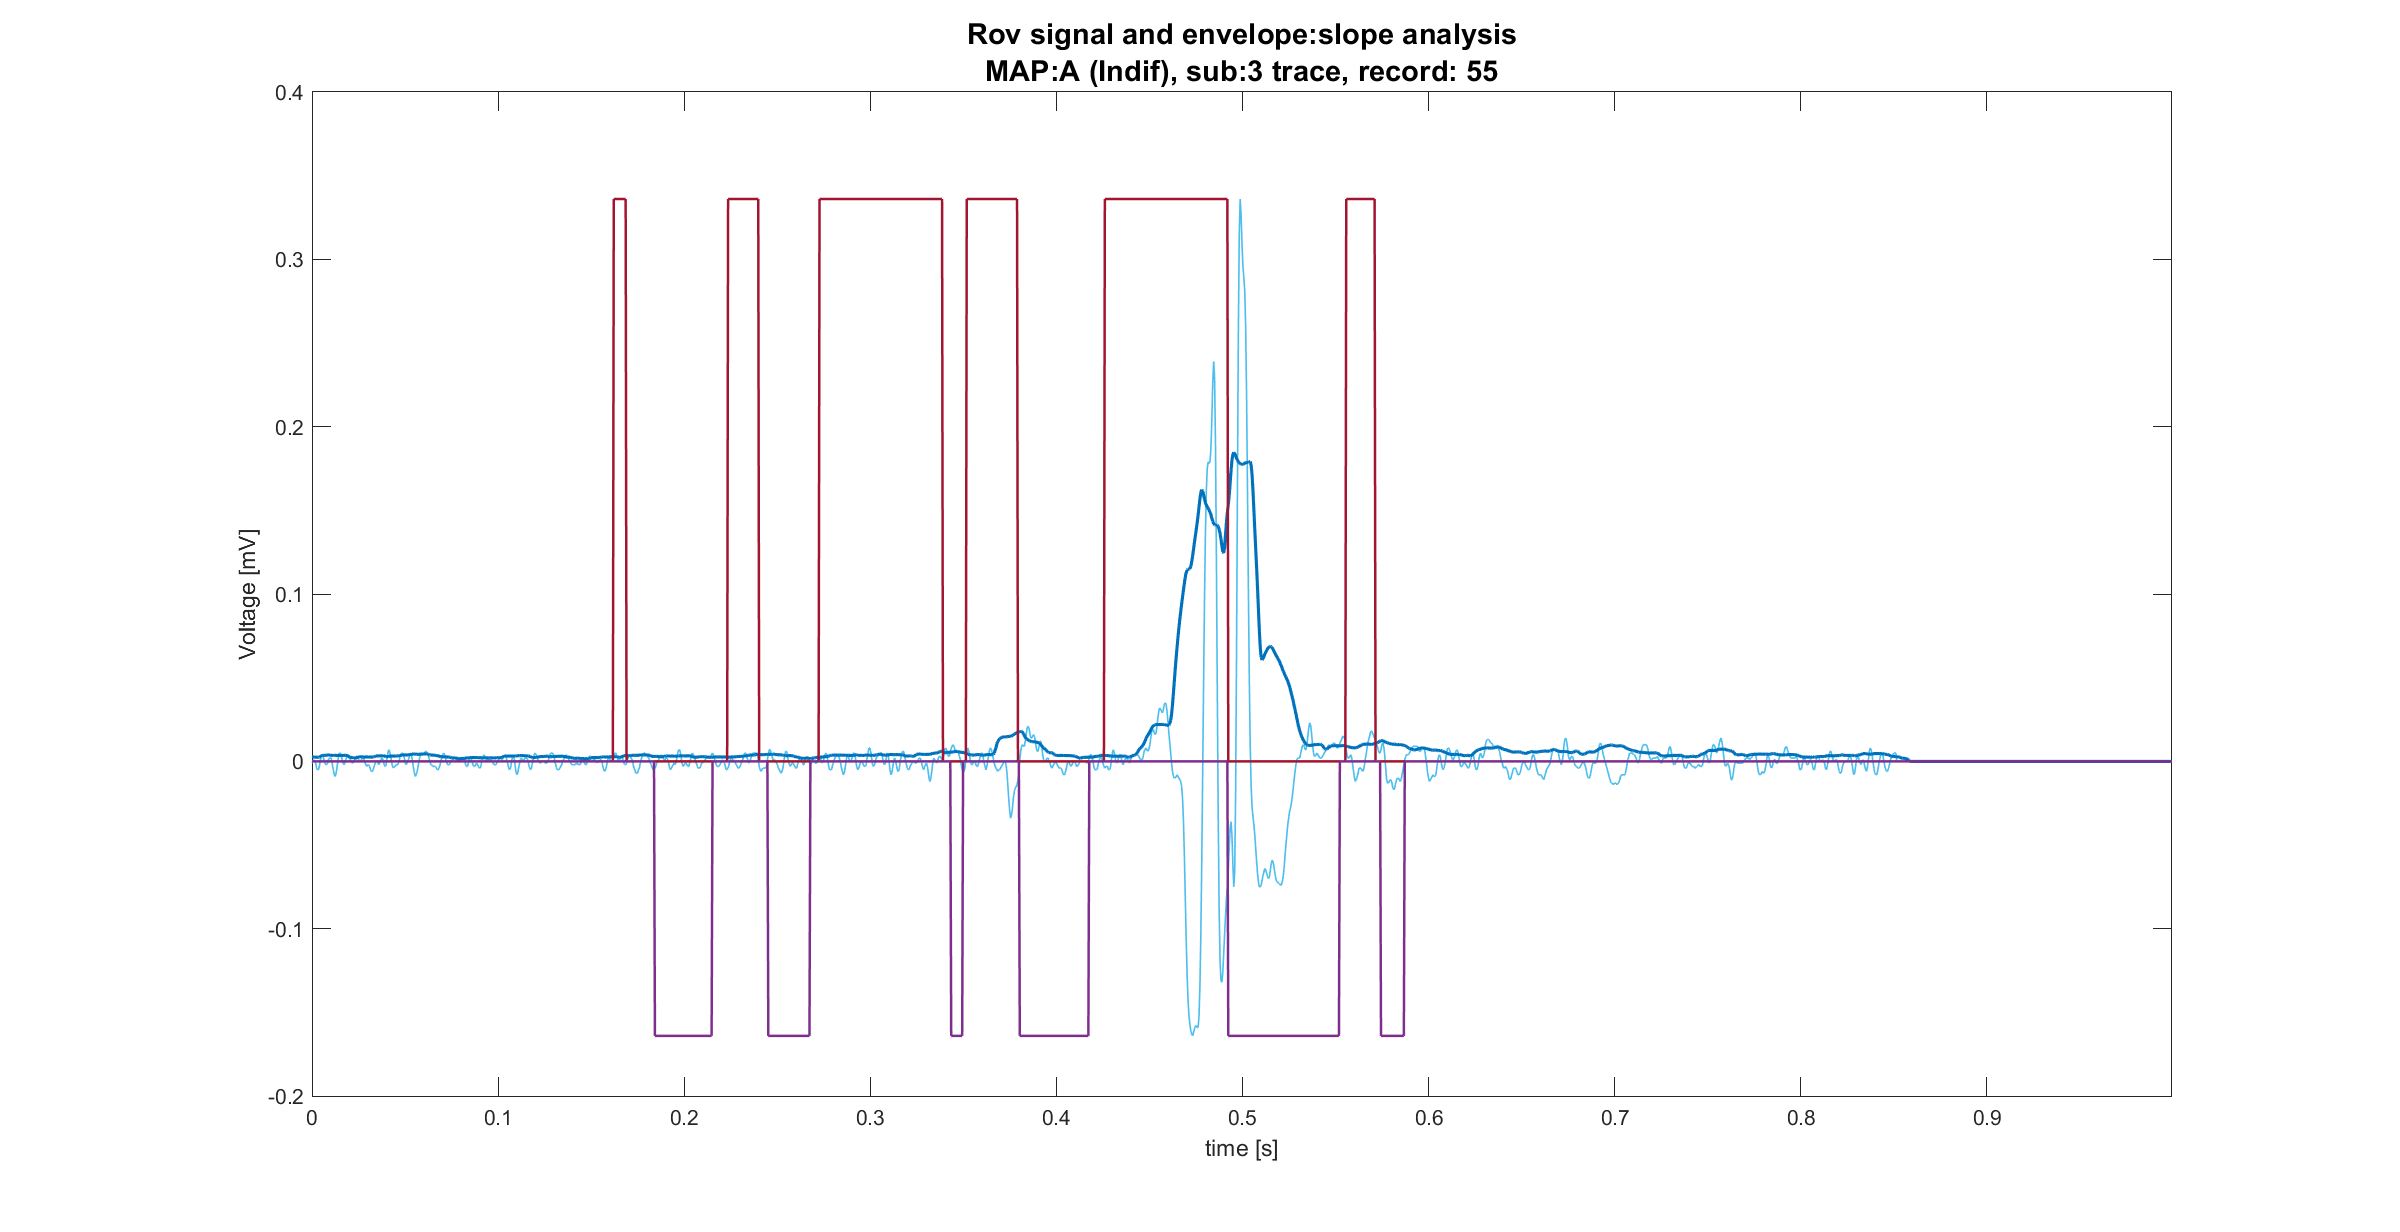 Rov signal and envelope:slope analysis
MAP:A (Indif), sub:3 trace, record: 55
0.4
0.3
0.2
0.1
0
-0.1
-0.2
Voltage [mV]
0 0.1 0.2 0.3 0.4 0.5 0.6 0.7 0.8 0.9
time [s]